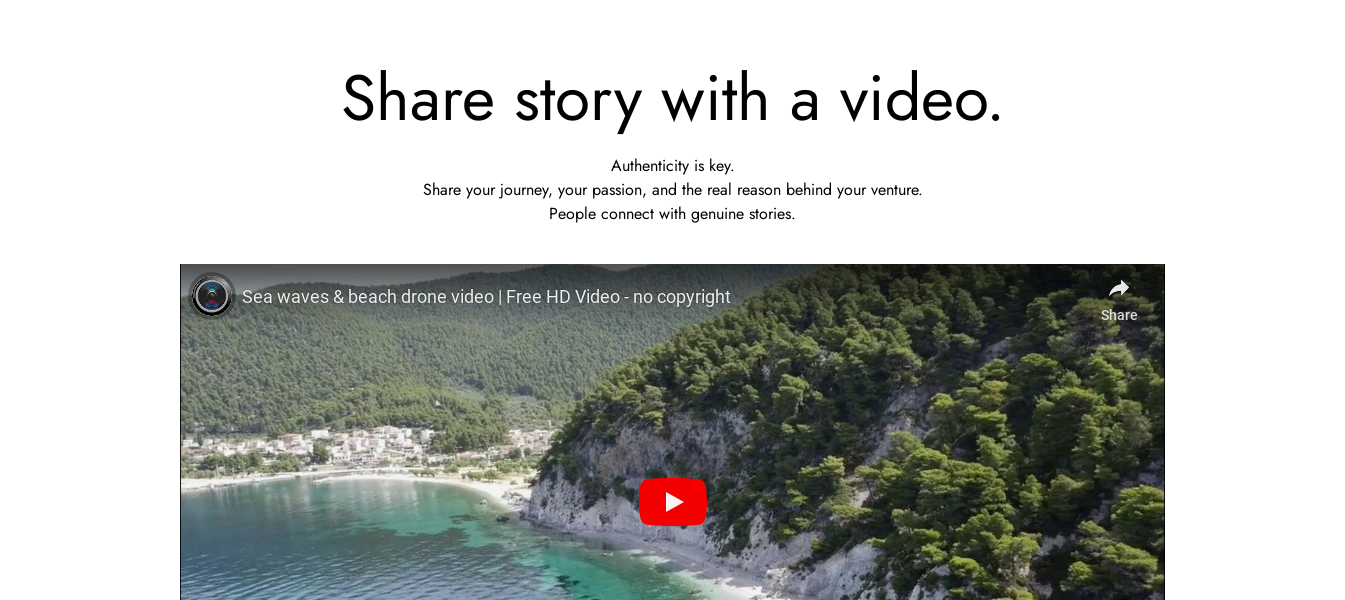 Share story with a video.
Authenticity is key.
Share your journey, your passion, and the real reason behind your venture.
People connect with genuine stories.
Sea waves & beach drone video | Free HD Video - no copyright
Share